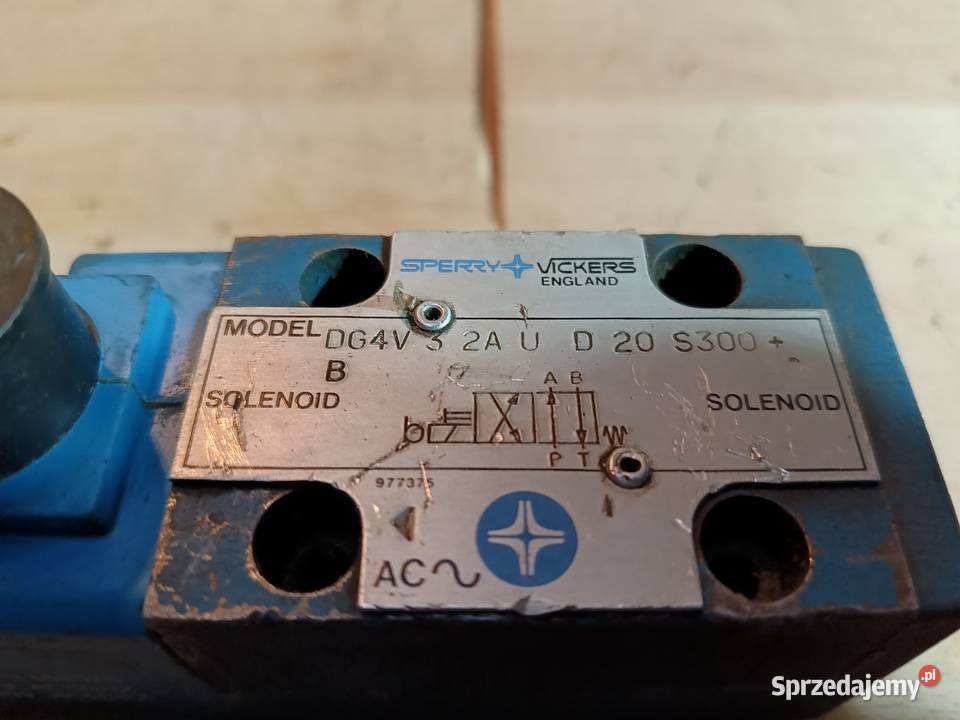 SPERRY VICKERS
ENGLAND
MODEL DG4V 3 2A U D 20 S300 +
B
SOLENOID
SOLENOID
A B
b
P T
977375
AC
Sprzedajemy.pl